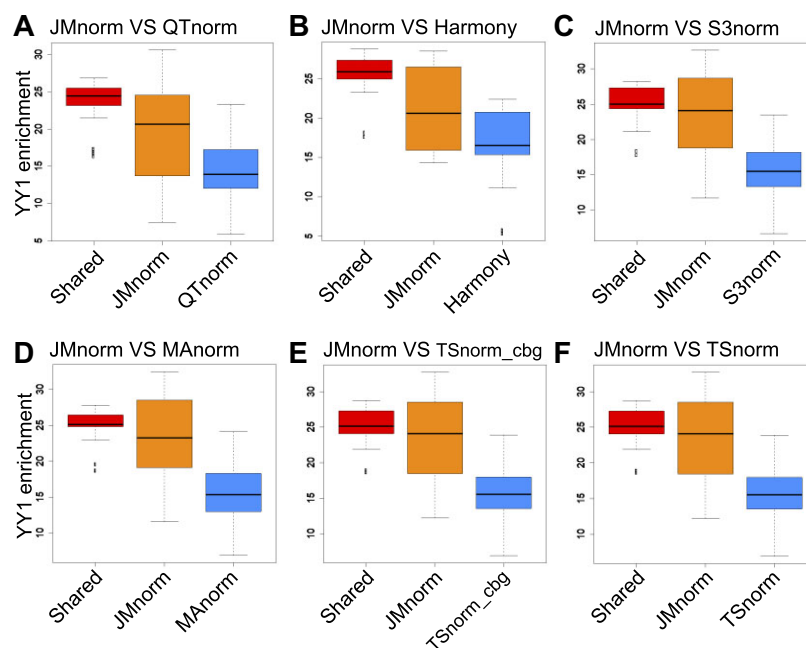 A JMnorm VS QTnorm
B JMnorm VS Harmony
C JMnorm VS S3norm
YY1 enrichment
30
25
20
15
10
5
Shared
JMnorm
QTnorm
25
20
15
10
5
Shared
JMnorm
Harmony
30
25
20
15
10
Shared
JMnorm
S3norm
D JMnorm VS MAnorm
E JMnorm VS TSnorm_cbg
F JMnorm VS TSnorm
YY1 enrichment
30
25
20
15
10
Shared
JMnorm
MAnorm
30
25
20
15
10
Shared
JMnorm
TSnorm_cbg
30
25
20
15
10
Shared
JMnorm
TSnorm